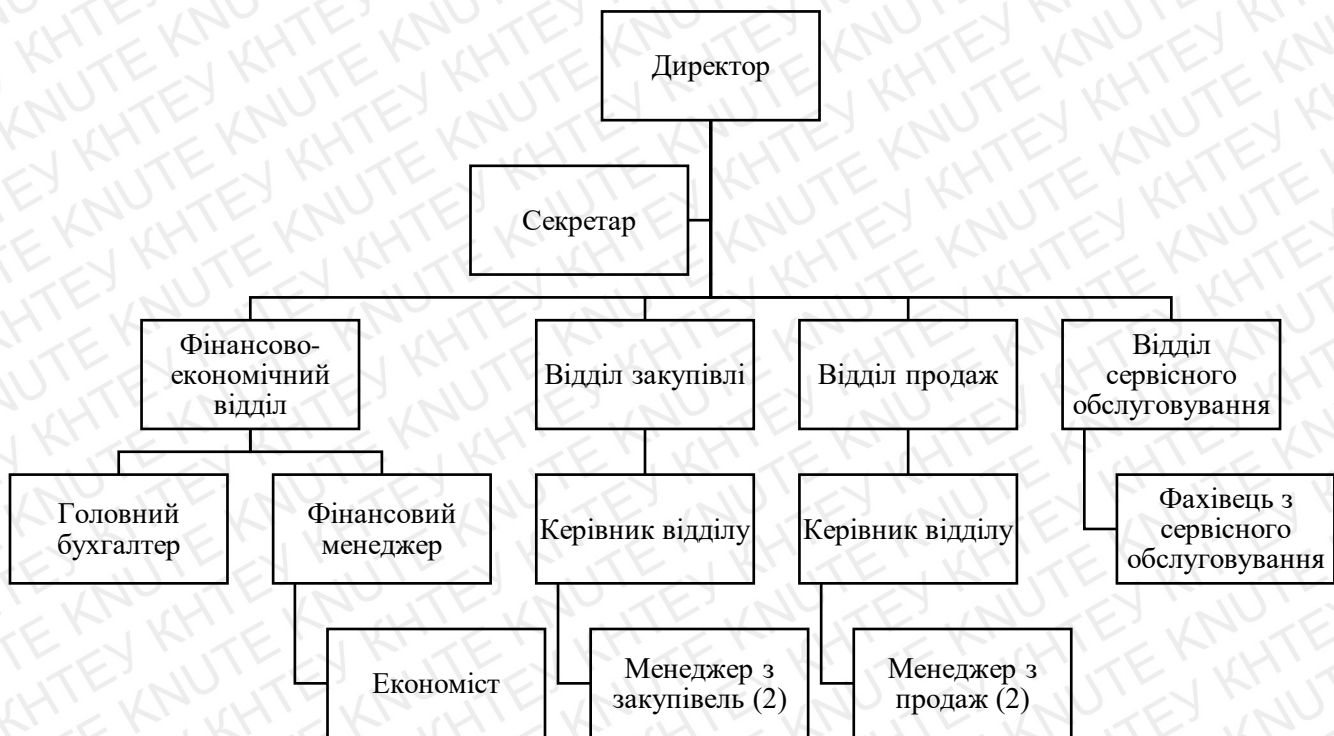 Директор
Секретар
Фінансово-
економічний
відділ
Відділ закупівлі
Відділ продаж
Відділ
сервісного
обслуговування
Головний
бухгалтер
Фінансовий
менеджер
Керівник відділу
Керівник відділу
Фахівець з
сервісного
обслуговування
Економіст
Менеджер з
закупівель (2)
Менеджер з
продаж (2)